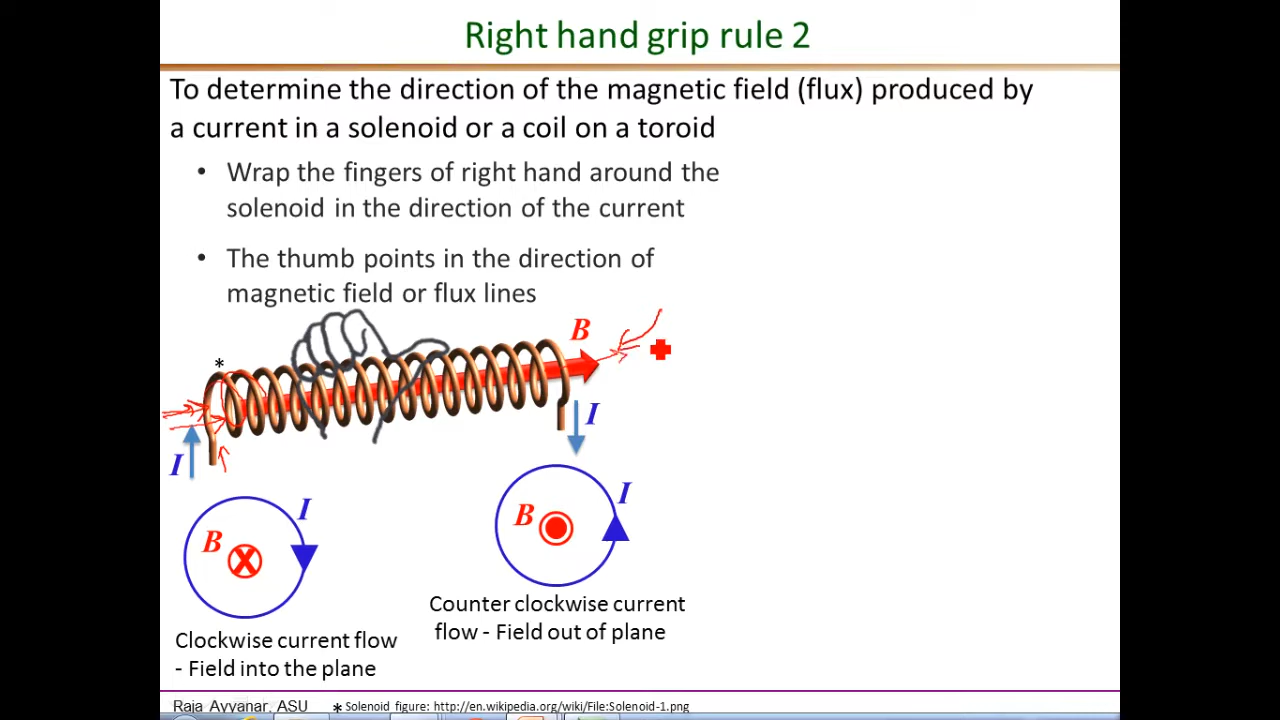 Right hand grip rule 2
To determine the direction of the magnetic field (flux) produced by
a current in a solenoid or a coil on a toroid
• Wrap the fingers of right hand around the
solenoid in the direction of the current
• The thumb points in the direction of
magnetic field or flux lines
B
*
I
I
I
B
I
B
Counter clockwise current
flow - Field out of plane
Clockwise current flow
- Field into the plane
Raja Ayyanar, ASU
* Solenoid figure: http://en.wikipedia.org/wiki/File:Solenoid-1.png